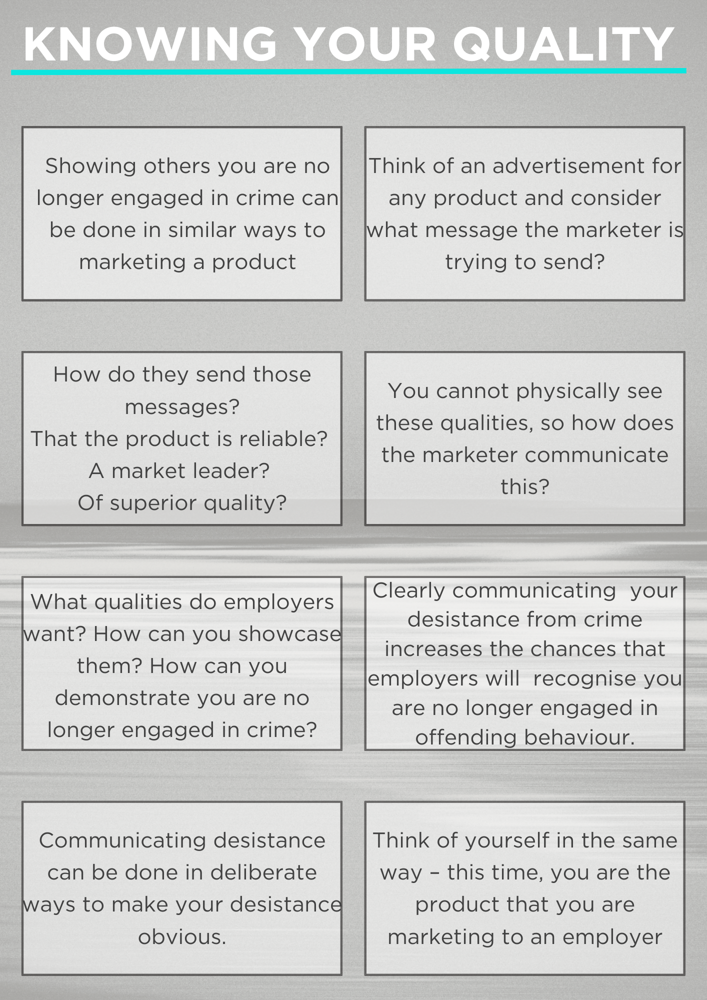 KNOWING YOUR QUALITY
Showing others you are no
longer engaged in crime can
be done in similar ways to
marketing a product
Think of an advertisement for
any product and consider
what message the marketer is
trying to send?
How do they send those
messages?
That the product is reliable?
A market leader?
Of superior quality?
You cannot physically see
these qualities, so how does
the marketer communicate
this?
What qualities do employers
want? How can you showcase
them? How can you
demonstrate you are no
longer engaged in crime?
Clearly communicating  your
desistance from crime
increases the chances that
employers will  recognise you
are no longer engaged in
offending behaviour.
Communicating desistance
can be done in deliberate
ways to make your desistance
obvious.
Think of yourself in the same
way – this time, you are the
product that you are
marketing to an employer